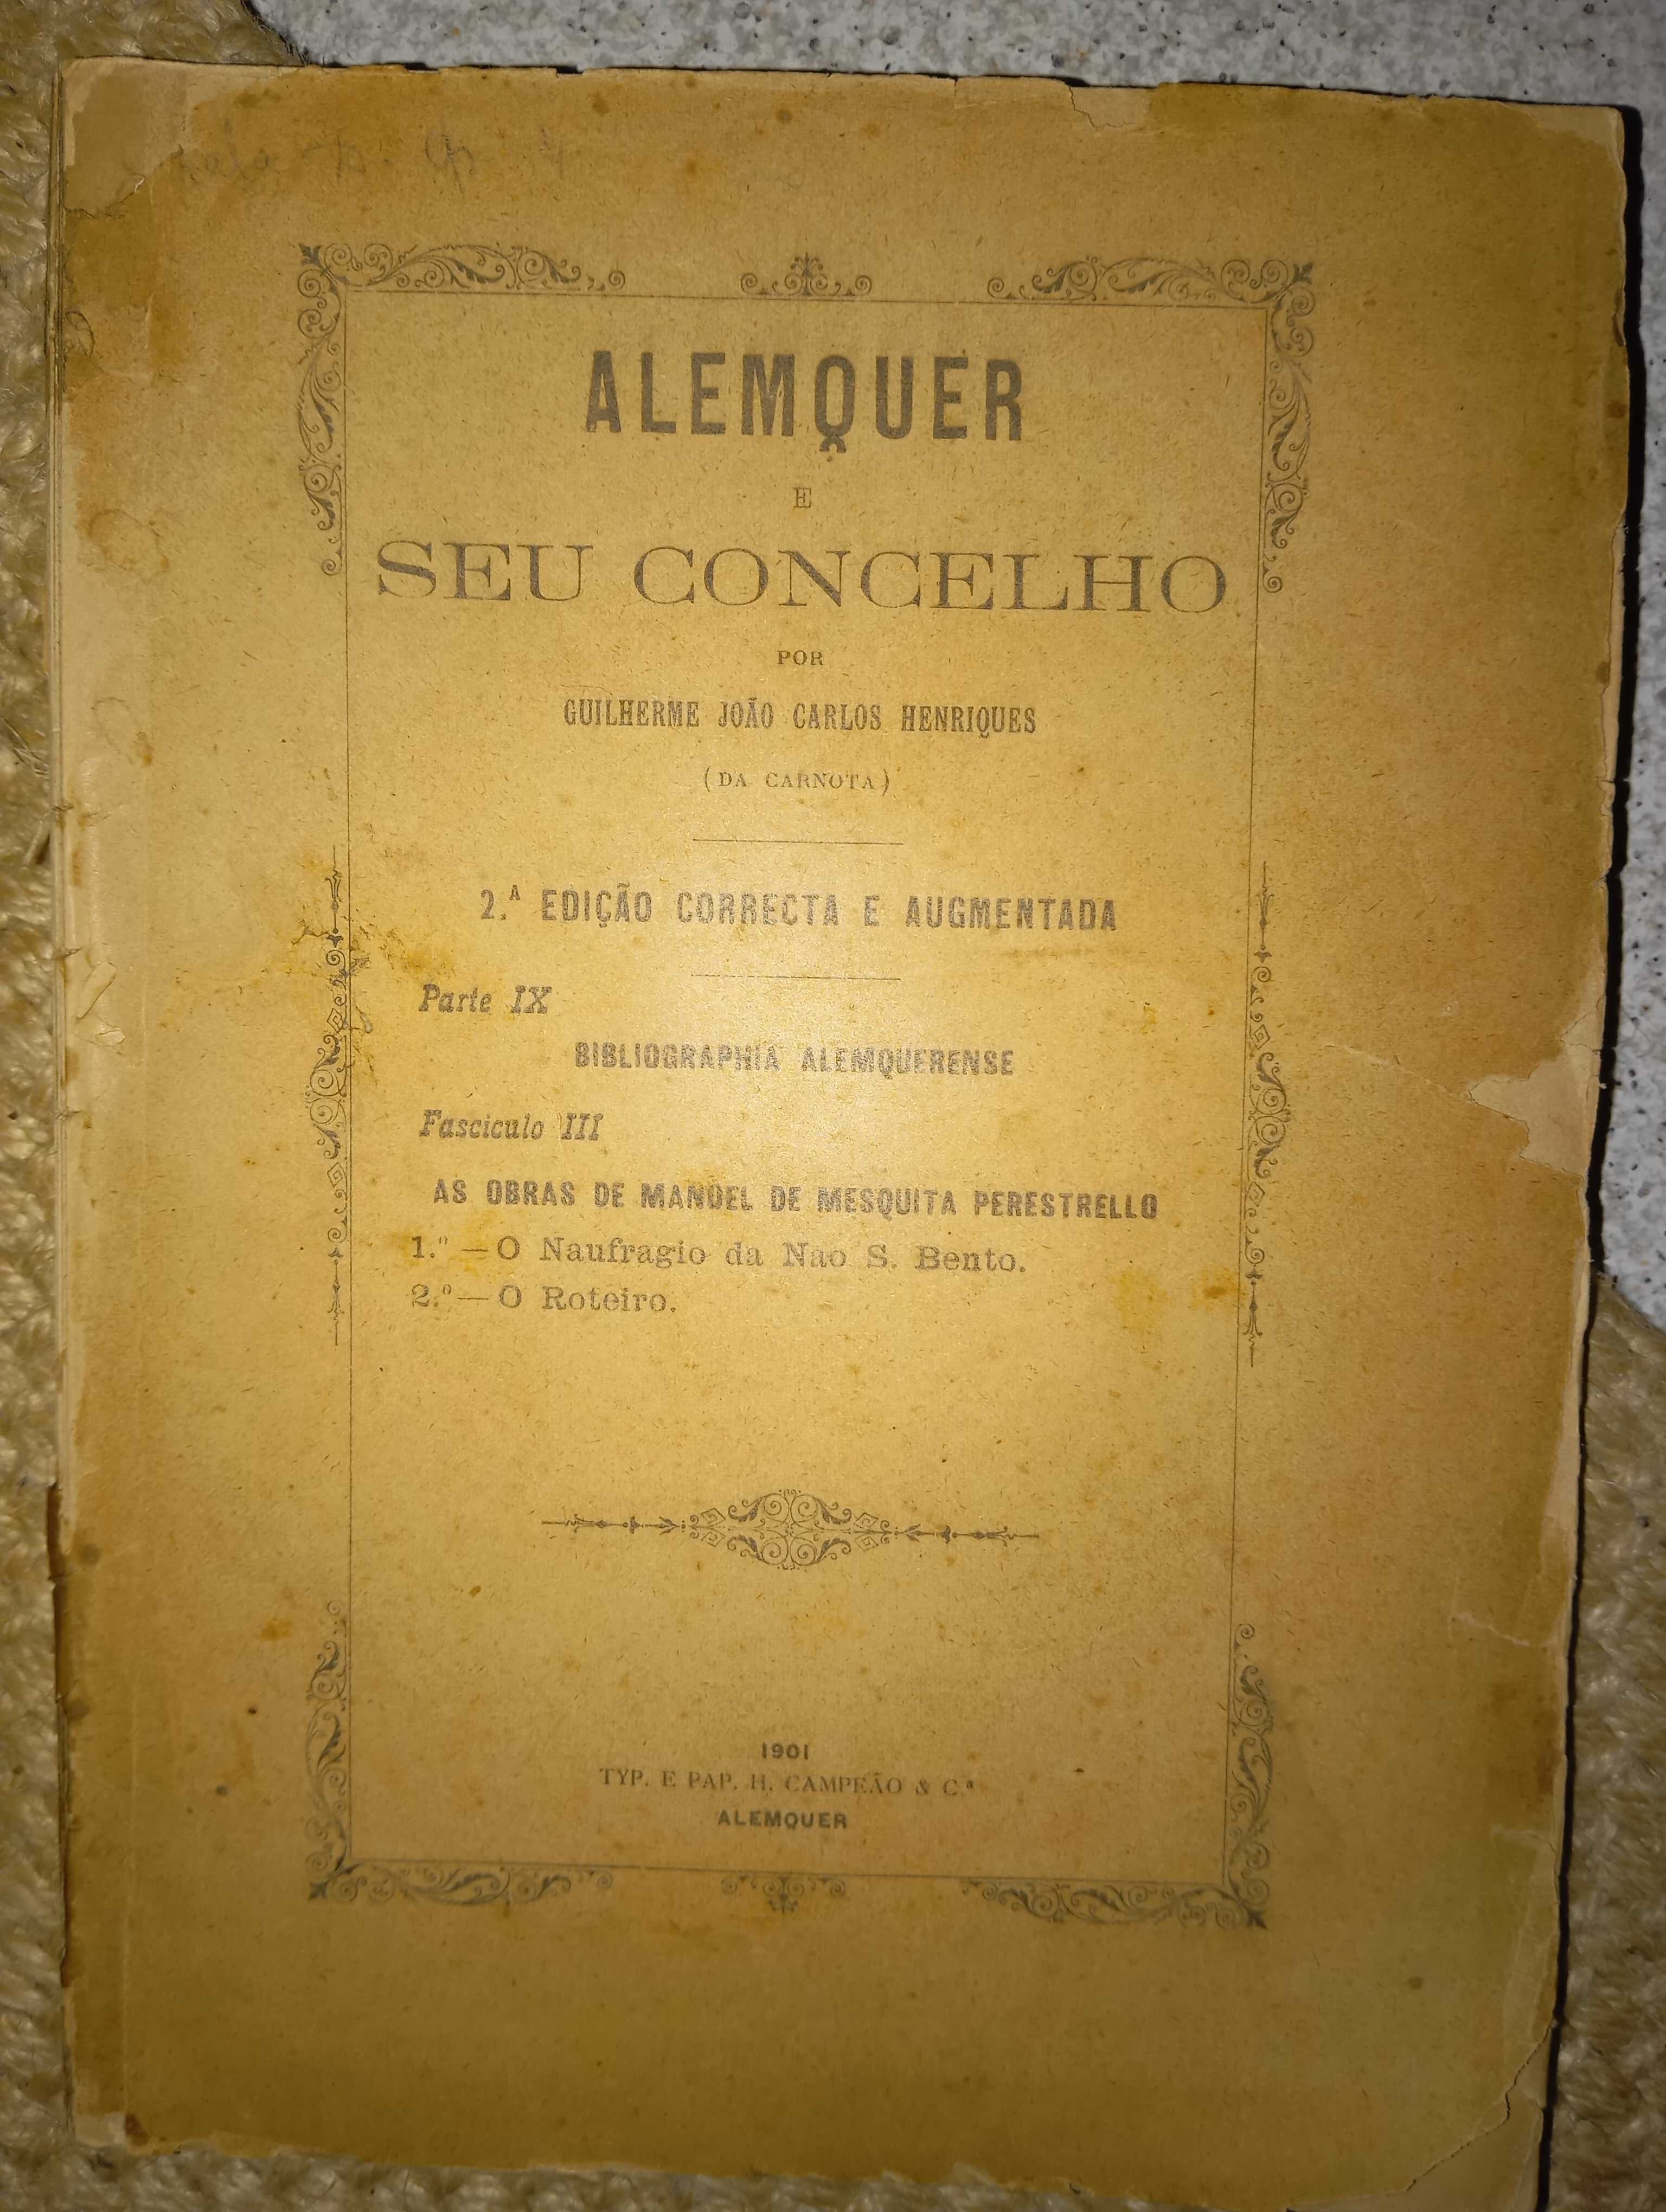 ALEMQUER
E
SEU CONCELHO
POR
GUILHERME JOÃO CARLOS HENRIQUES
(DA CARNOTA)
2.ª EDIÇÃO CORRECTA E AUGMENTADA
Parte IX
BIBLIOGRAPHIA ALEMQUERENSE
Fasciculo III
AS OBRAS DE MANOEL DE MESQUITA PERESTRELLO
1.º — O Naufragio da Nao S. Bento.
2.º — O Roteiro.
1901
TYP. E PAP. H. CAMPEÃO & C.ª
ALEMQUER